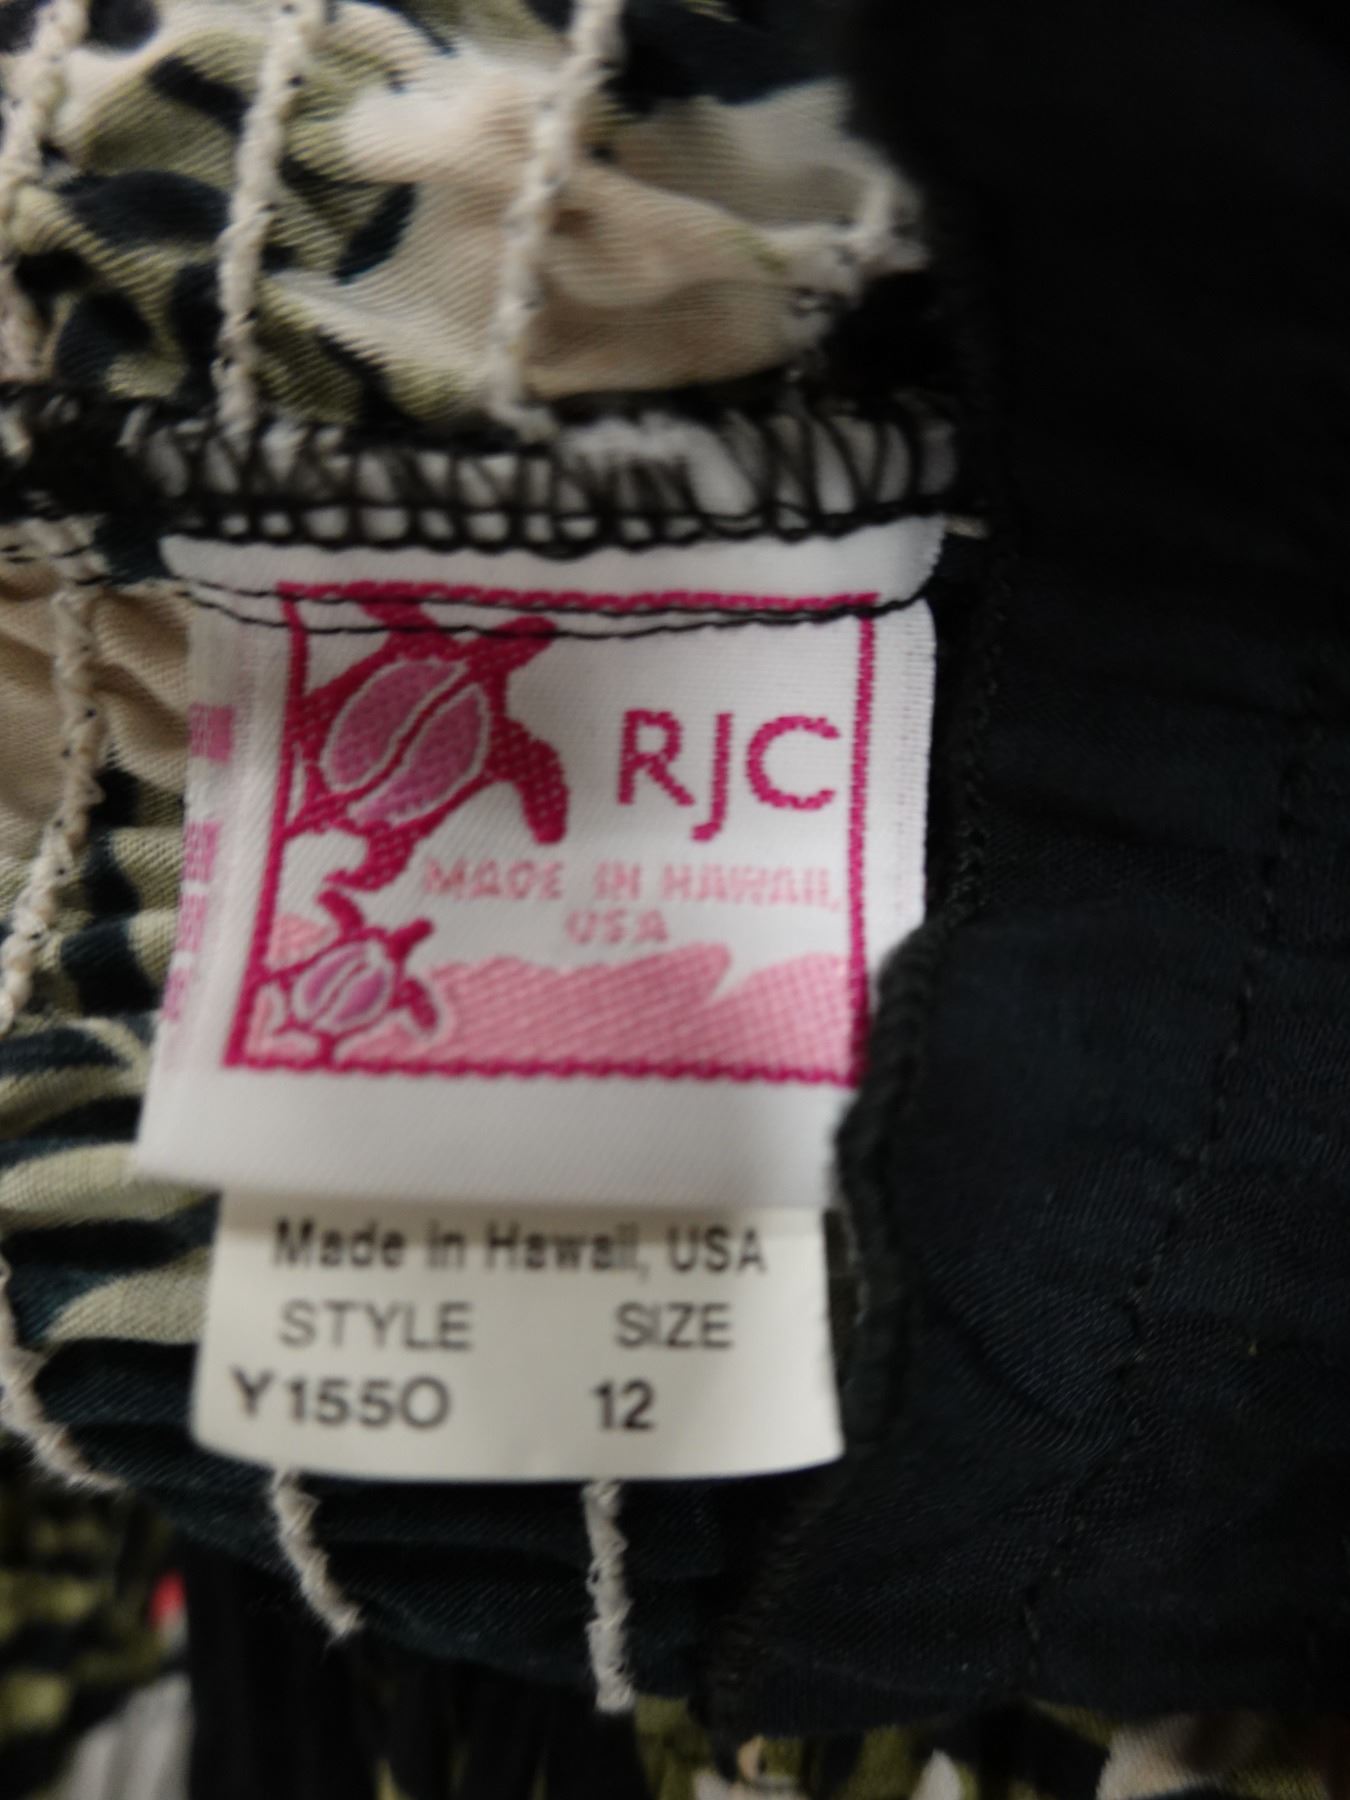 RJC
MADE IN HAWAII,
USA
Made in Hawaii, USA
STYLE SIZE
Y1550 12